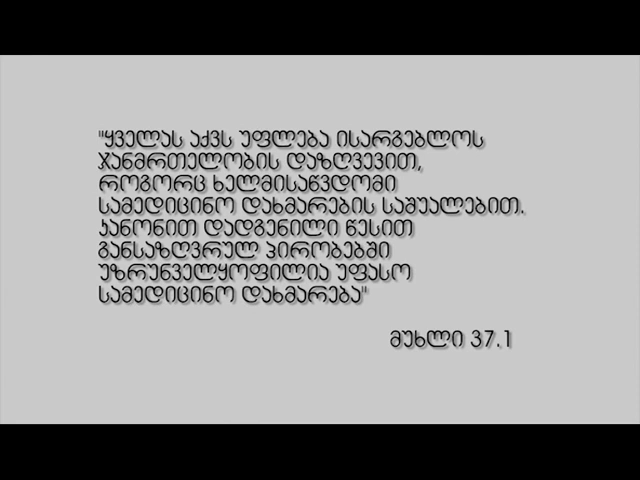 "ყველას აქვს უფლება ისარგებლოს
ჯანმრთელობის დაზღვევით,
როგორც ხელმისაწვდომი
სამედიცინო დახმარების საშუალებით.
კანონით დადგენილი წესით
განსაზღვრულ პირობებში
უზრუნველყოფილია უფასო
სამედიცინო დახმარება"
მუხლი 37.1